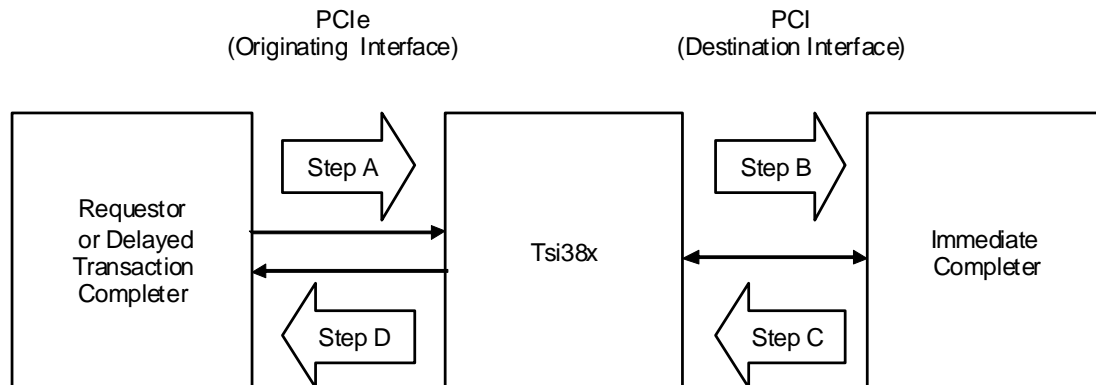 PCIe
(Originating Interface)
PCI
(Destination Interface)
Step A
Step B
Requestor
or Delayed
Transaction
Completer
Tsi38x
Immediate
Completer
Step D
Step C